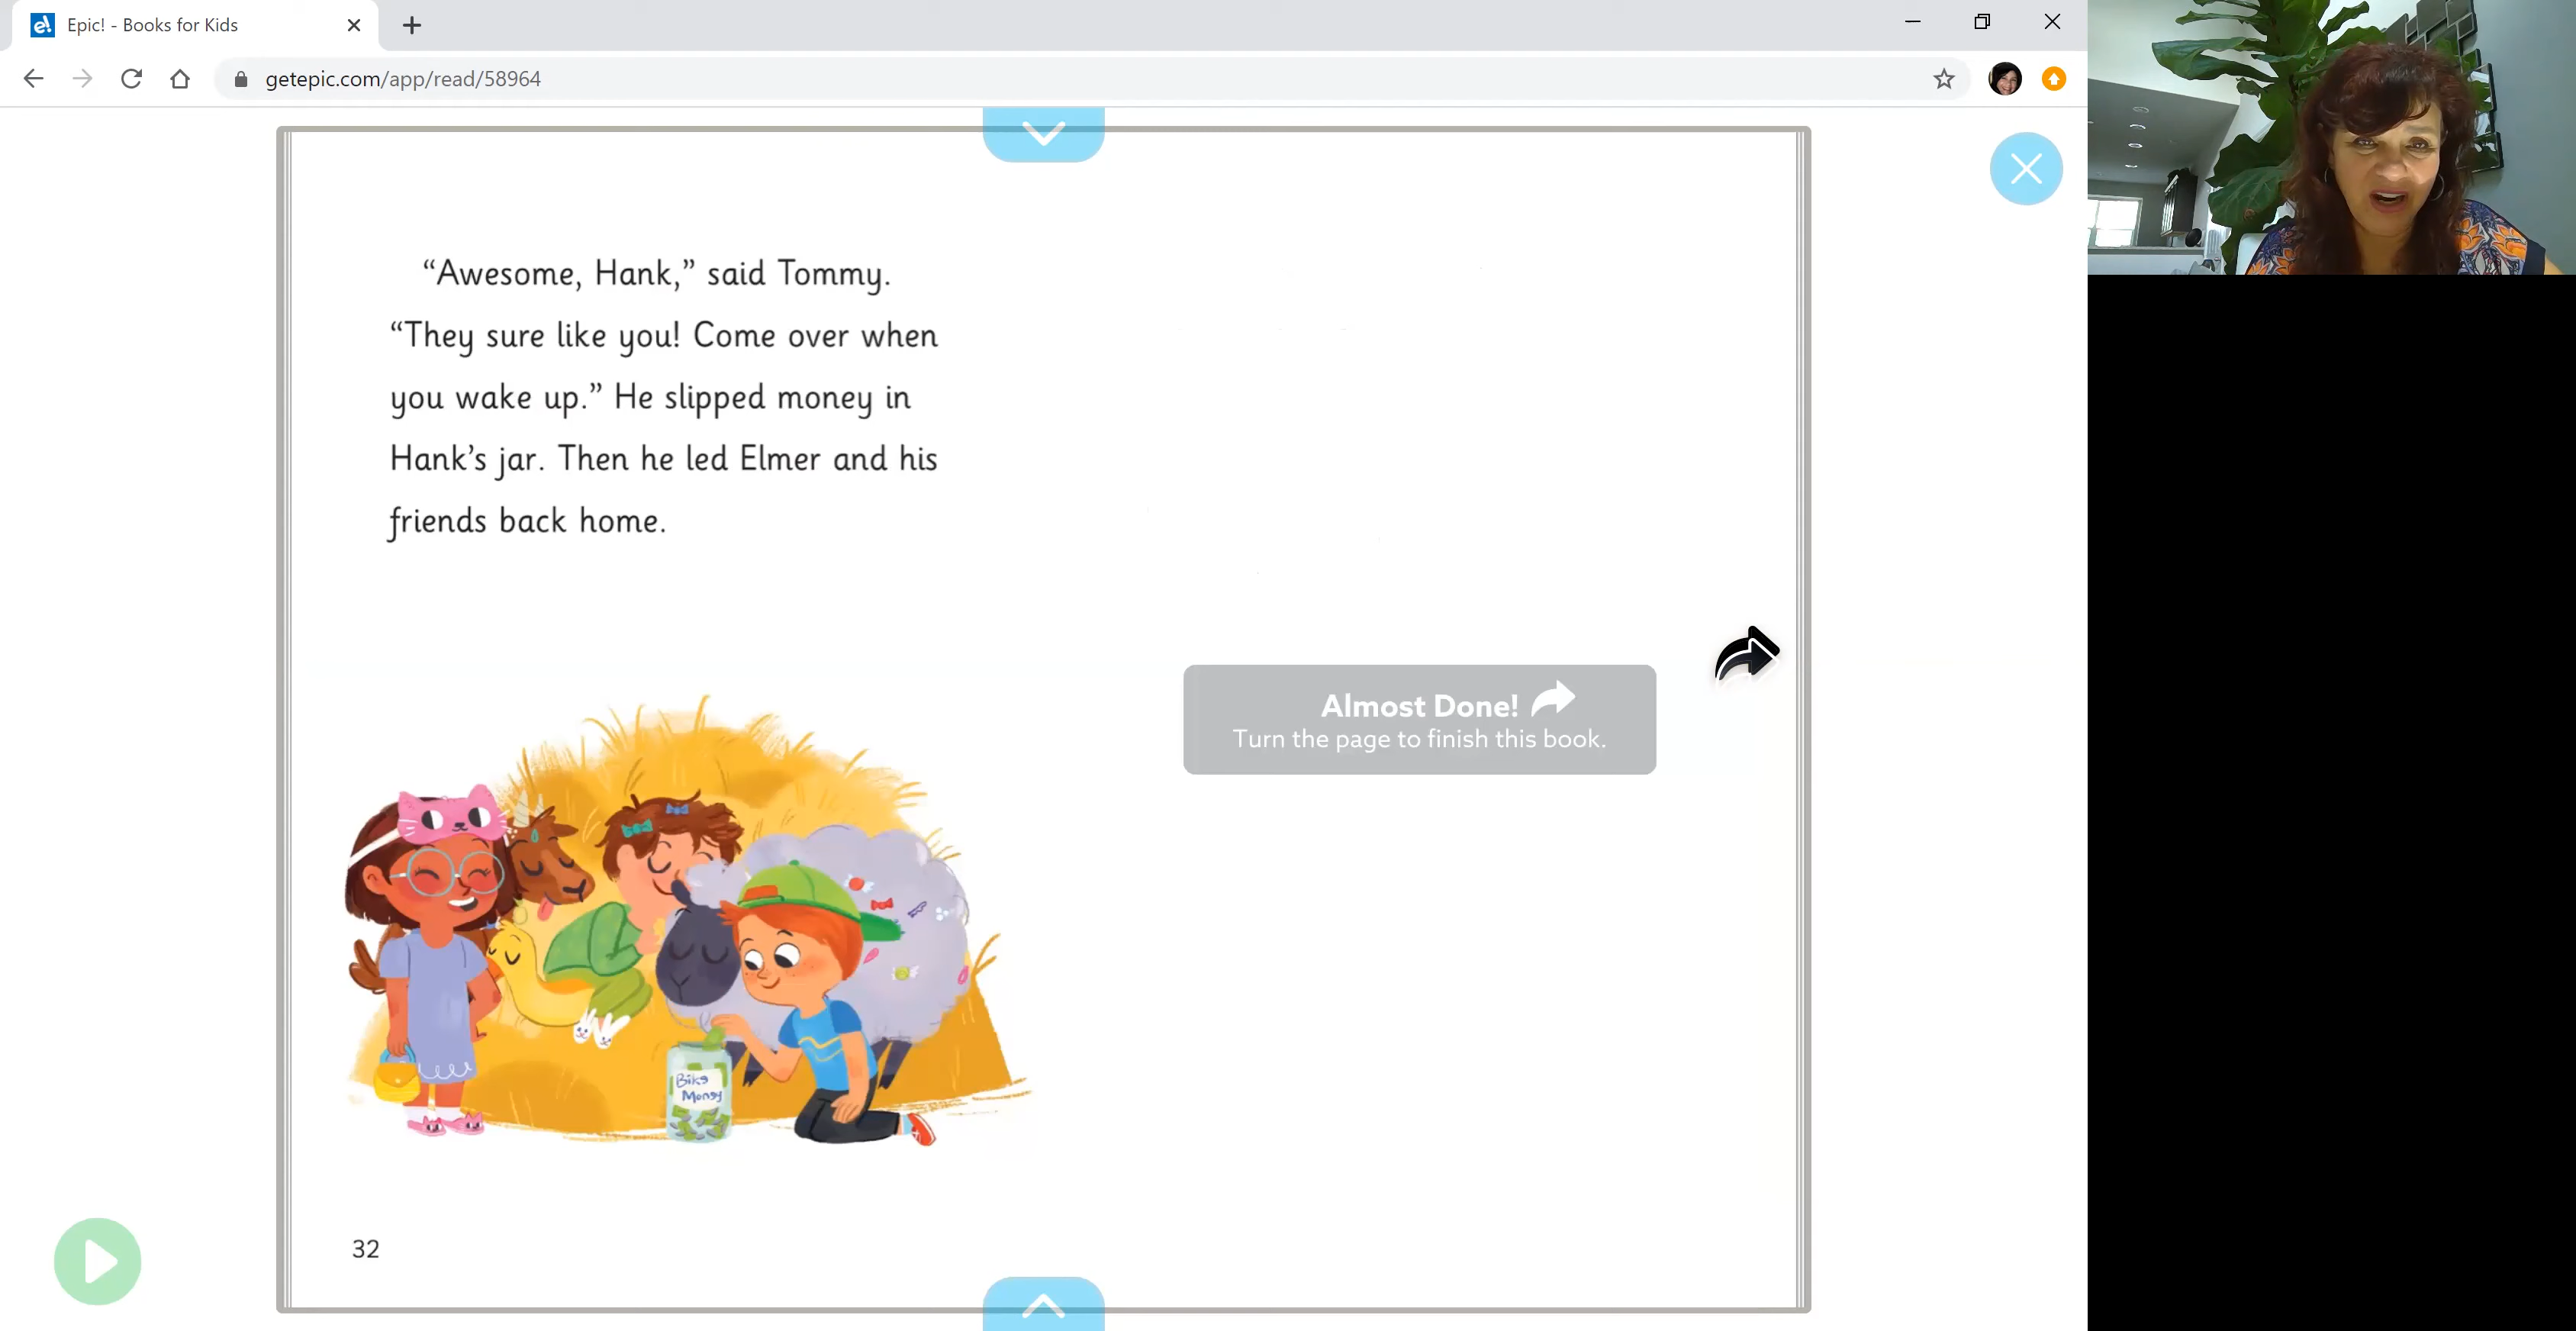 Epic! - Books for Kids
getepic.com/app/read/58964
“Awesome, Hank,” said Tommy.
“They sure like you! Come over when
you wake up.” He slipped money in
Hank’s jar. Then he led Elmer and his
friends back home.
Almost Done!
Turn the page to finish this book.
Bike
Money
32